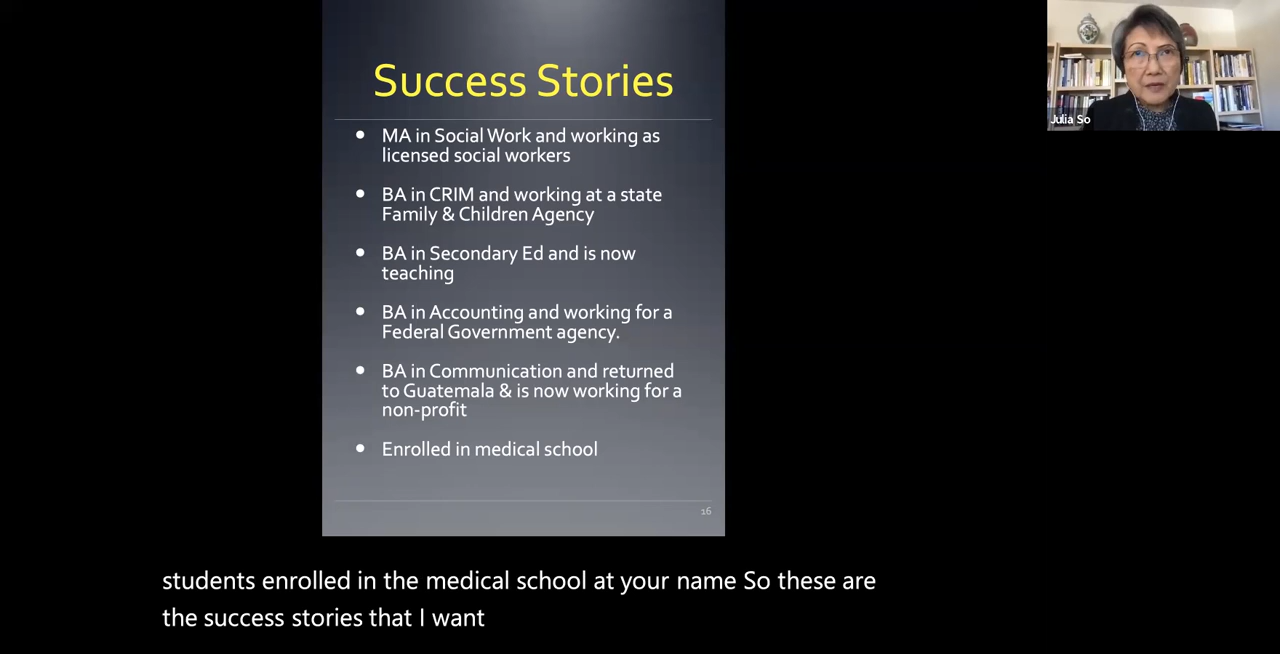 Success Stories
MA in Social Work and working as
licensed social workers
BA in CRIM and working at a state
Family & Children Agency
BA in Secondary Ed and is now
teaching
BA in Accounting and working for a
Federal Government agency.
BA in Communication and returned
to Guatemala & is now working for a
non-profit
Enrolled in medical school
16
Julia So
students enrolled in the medical school at your name So these are
the success stories that I want